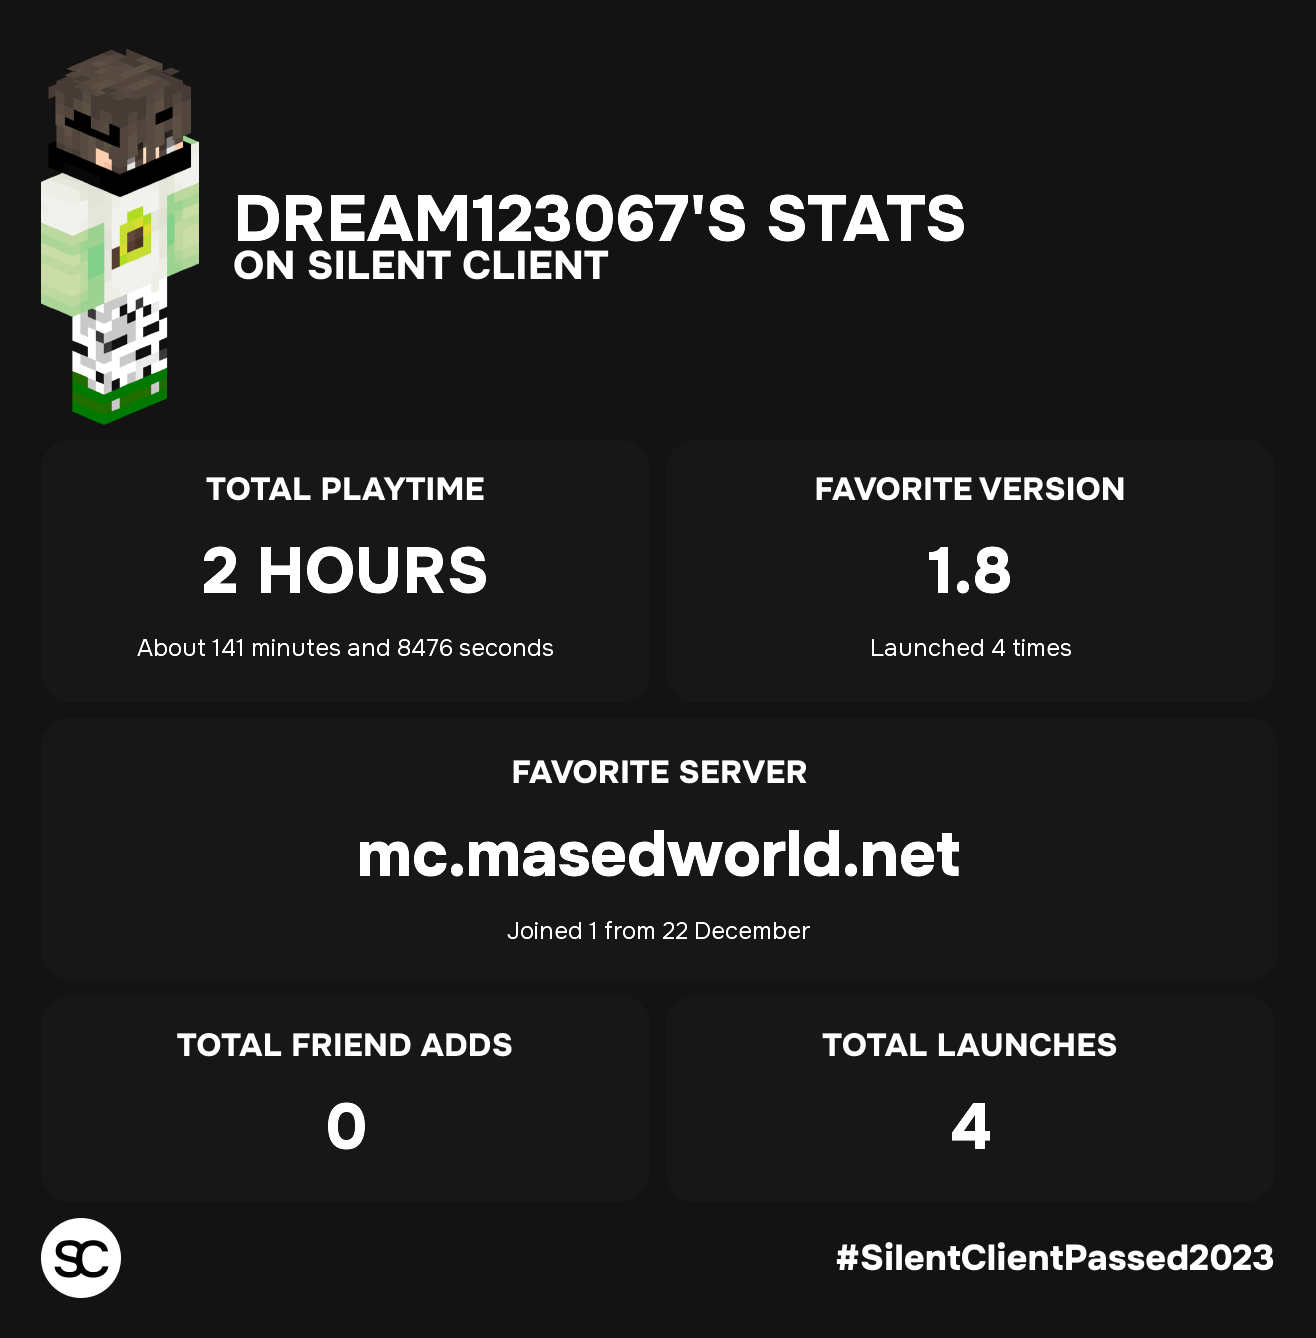 DREAM123067'S STATS
ON SILENT CLIENT
TOTAL PLAYTIME
2 HOURS
About 141 minutes and 8476 seconds
FAVORITE VERSION
1.8
Launched 4 times
FAVORITE SERVER
mc.masedworld.net
Joined 1 from 22 December
TOTAL FRIEND ADDS
0
TOTAL LAUNCHES
4
SC
#SilentClientPassed2023